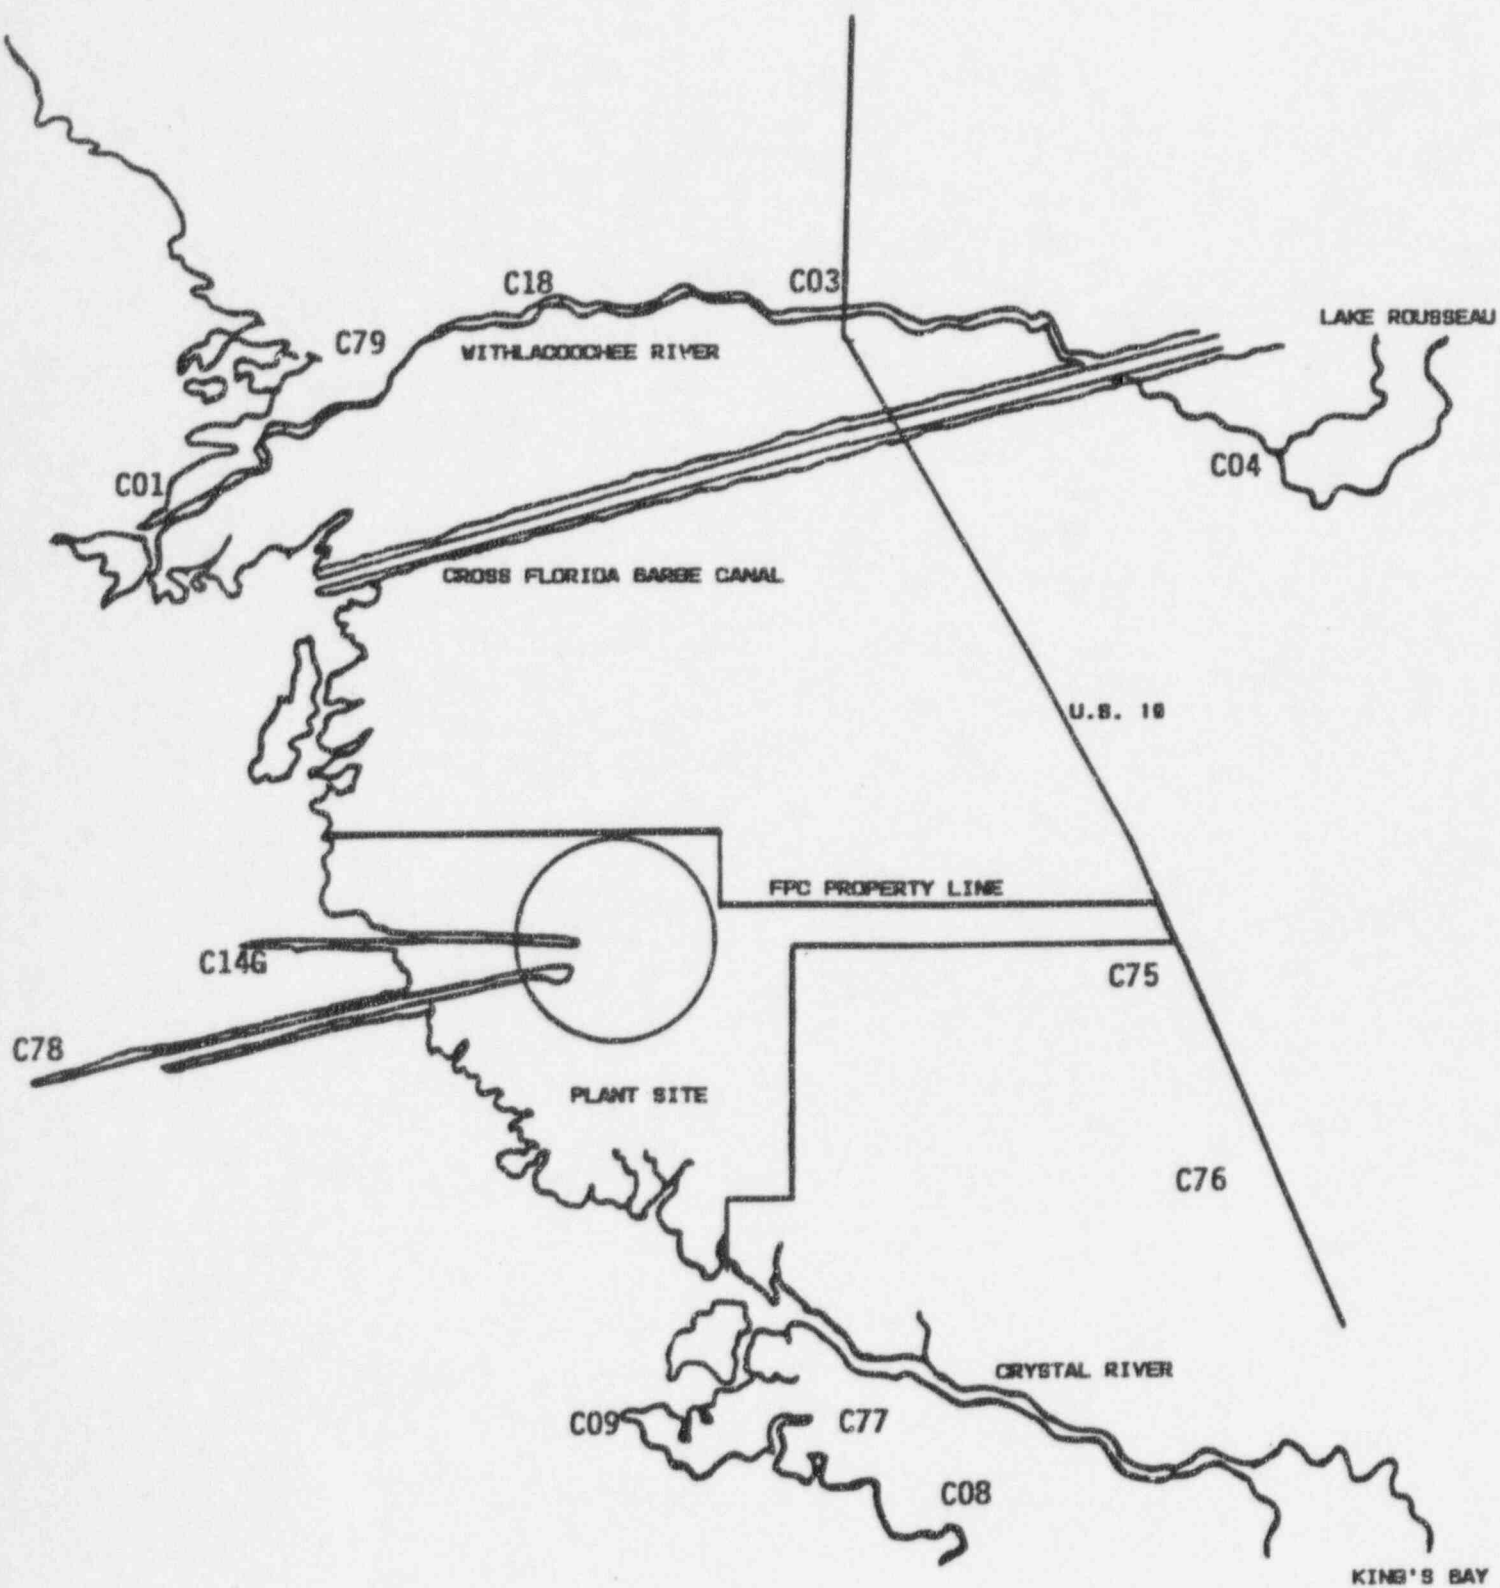 C18
C03
LAKE ROUSSEAU
C79
WITHLACOOCHEE RIVER
C04
C01
CROSS FLORIDA BARGE CANAL
U.S. 19
FPC PROPERTY LINE
C14G
C75
C78
PLANT SITE
C76
CRYSTAL RIVER
C09
C77
C08
KING'S BAY